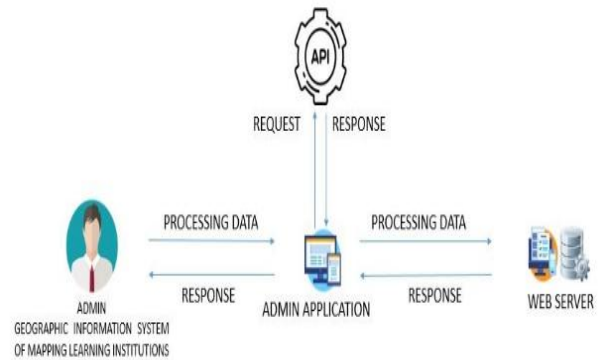 API
REQUEST RESPONSE
PROCESSING DATA
PROCESSING DATA
RESPONSE
RESPONSE
ADMIN
GEOGRAPHIC INFORMATION SYSTEM
OF MAPPING LEARNING INSTITUTIONS
ADMIN APPLICATION
WEB SERVER